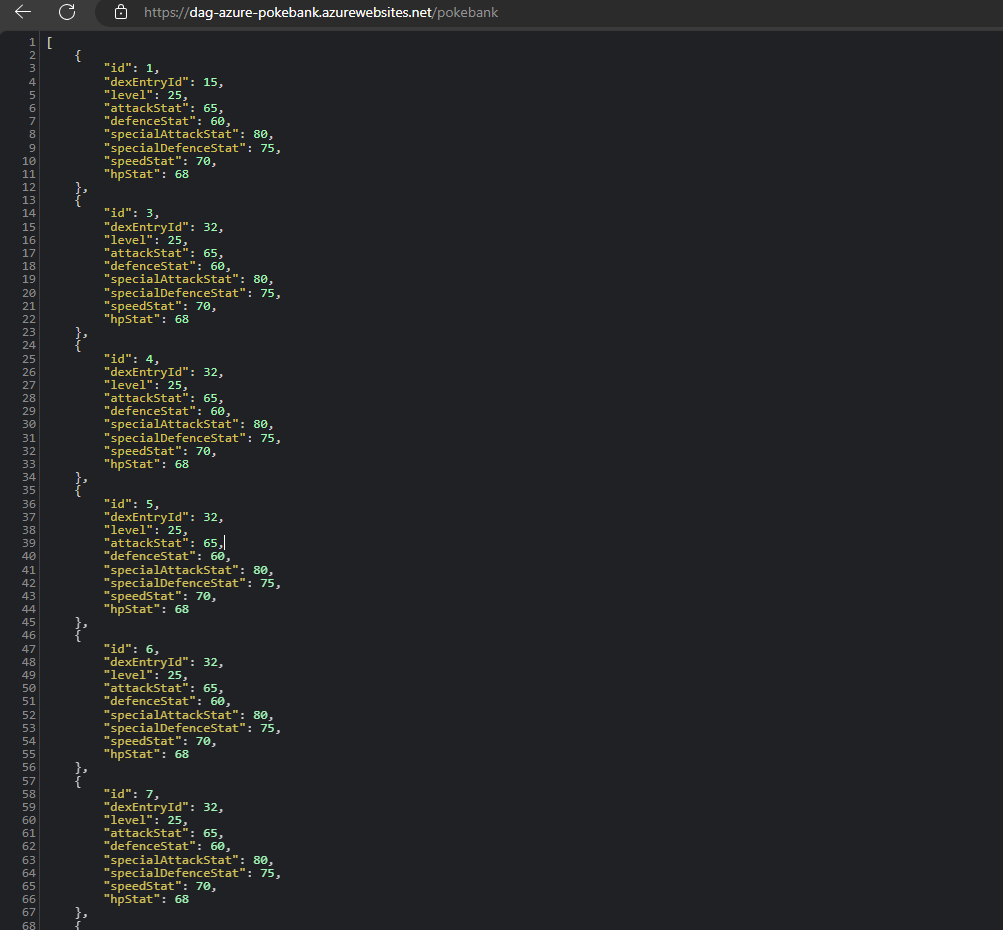 https://dag-azure-pokebank.azurewebsites.net/pokebank
1 [
2 {
3 "id": 1,
4 "dexEntryId": 15,
5 "level": 25,
6 "attackStat": 65,
7 "defenceStat": 60,
8 "specialAttackStat": 80,
9 "specialDefenceStat": 75,
10 "speedStat": 70,
11 "hpStat": 68
12 },
13 {
14 "id": 3,
15 "dexEntryId": 32,
16 "level": 25,
17 "attackStat": 65,
18 "defenceStat": 60,
19 "specialAttackStat": 80,
20 "specialDefenceStat": 75,
21 "speedStat": 70,
22 "hpStat": 68
23 },
24 {
25 "id": 4,
26 "dexEntryId": 32,
27 "level": 25,
28 "attackStat": 65,
29 "defenceStat": 60,
30 "specialAttackStat": 80,
31 "specialDefenceStat": 75,
32 "speedStat": 70,
33 "hpStat": 68
34 },
35 {
36 "id": 5,
37 "dexEntryId": 32,
38 "level": 25,
39 "attackStat": 65,
40 "defenceStat": 60,
41 "specialAttackStat": 80,
42 "specialDefenceStat": 75,
43 "speedStat": 70,
44 "hpStat": 68
45 },
46 {
47 "id": 6,
48 "dexEntryId": 32,
49 "level": 25,
50 "attackStat": 65,
51 "defenceStat": 60,
52 "specialAttackStat": 80,
53 "specialDefenceStat": 75,
54 "speedStat": 70,
55 "hpStat": 68
56 },
57 {
58 "id": 7,
59 "dexEntryId": 32,
60 "level": 25,
61 "attackStat": 65,
62 "defenceStat": 60,
63 "specialAttackStat": 80,
64 "specialDefenceStat": 75,
65 "speedStat": 70,
66 "hpStat": 68
67 },
68 {